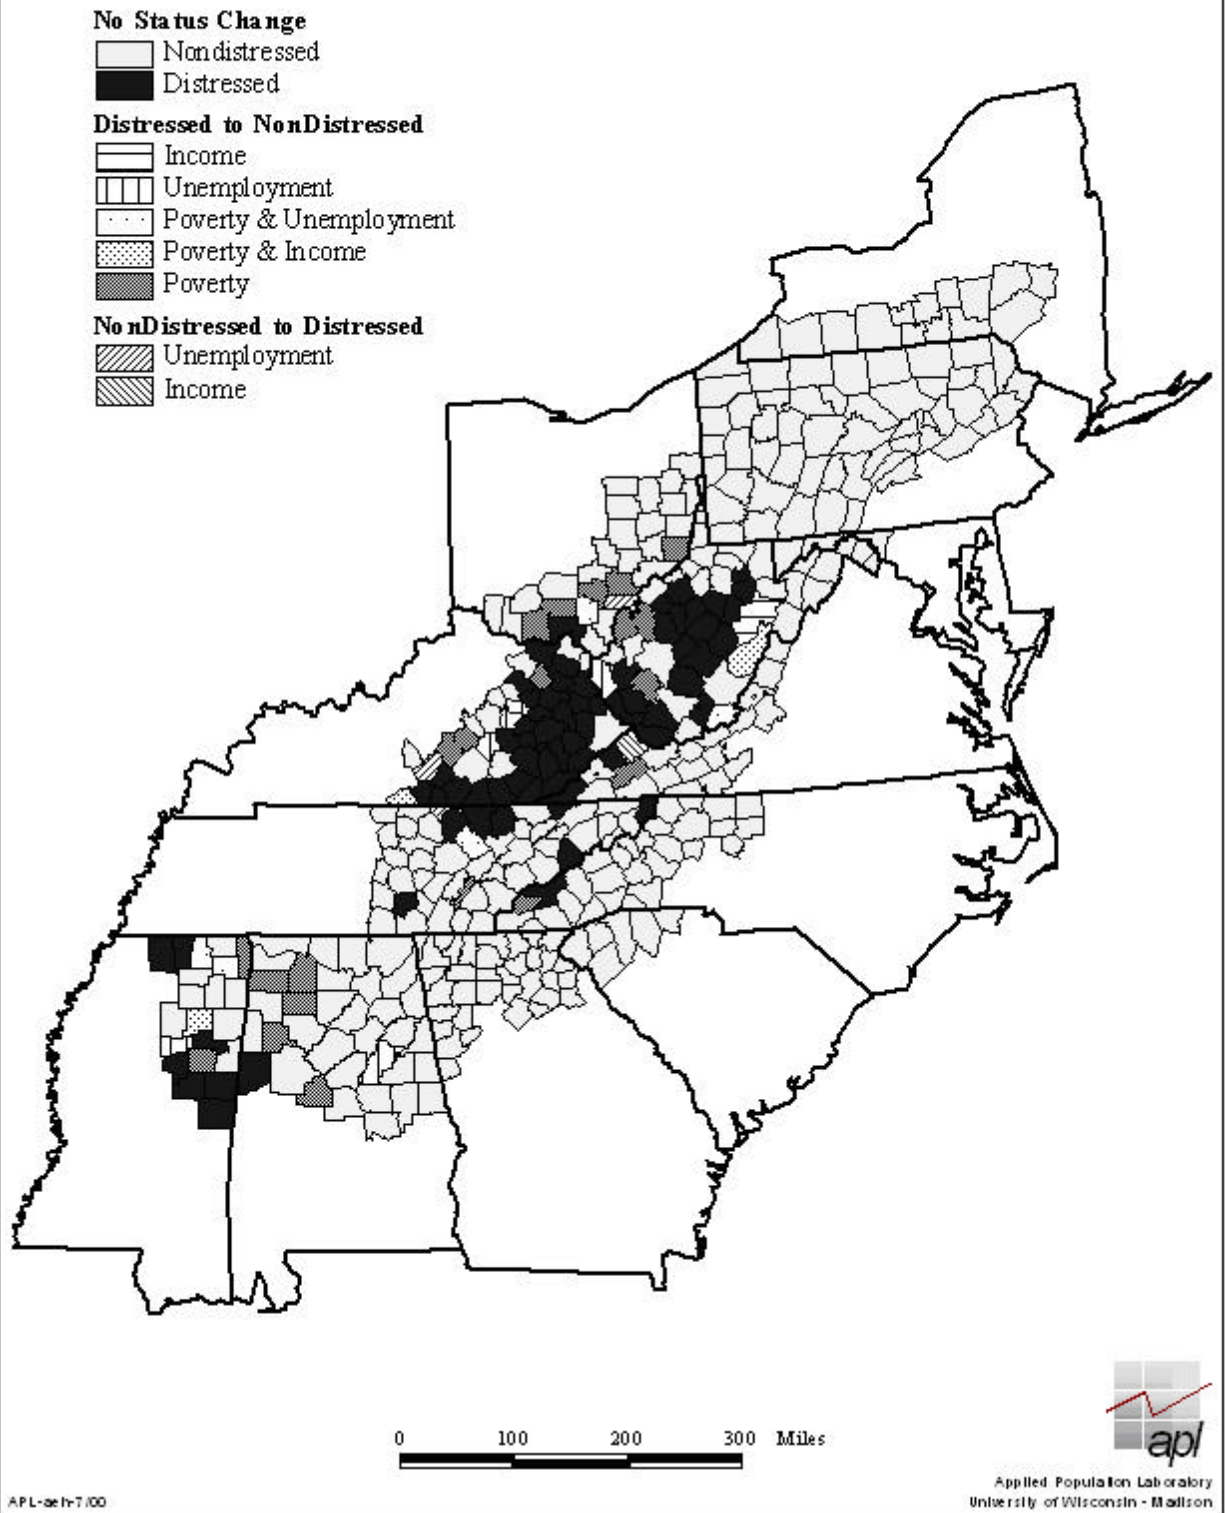 No Status Change
Nondistressed
Distressed
Distressed to NonDistressed
Income
Unemployment
Poverty & Unemployment
Poverty & Income
Poverty
NonDistressed to Distressed
Unemployment
Income
0 100 200 300 Miles
apl
Applied Population Laboratory
University of Wisconsin - Madison
APL-aeh-7/00